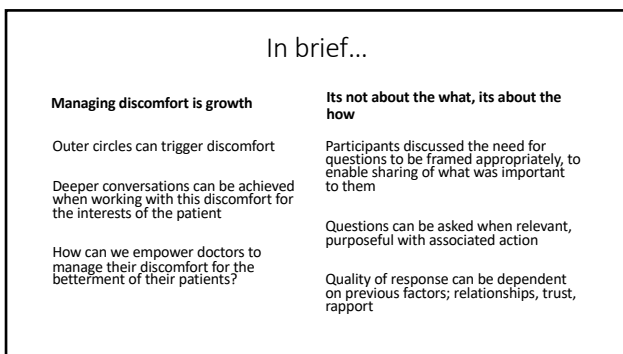 In brief...
Managing discomfort is growth
Outer circles can trigger discomfort
Deeper conversations can be achieved
when working with this discomfort for
the interests of the patient
How can we empower doctors to
manage their discomfort for the
betterment of their patients?
Its not about the what, its about the
how
Participants discussed the need for
questions to be framed appropriately, to
enable sharing of what was important
to them
Questions can be asked when relevant,
purposeful with associated action
Quality of response can be dependent
on previous factors; relationships, trust,
rapport